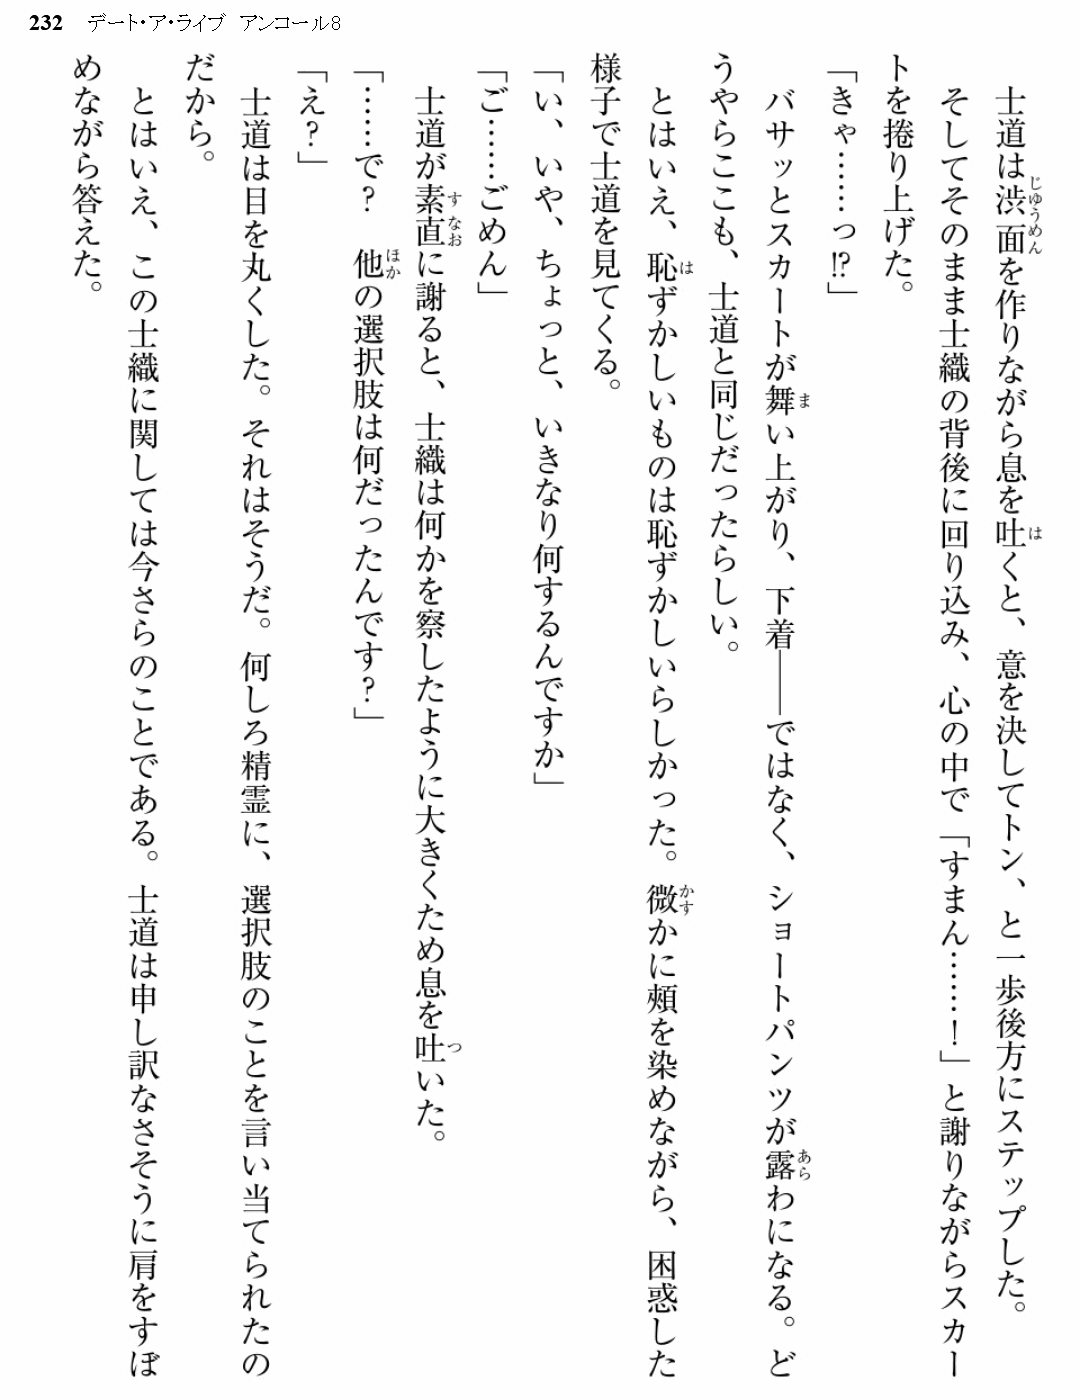 232　デート・ア・ライブ　アンコール8
　士道は渋面を作りながら息を吐くと、意を決してトン、と一歩後方にステップした。
　そしてそのまま士織の背後に回り込み、心の中で「すまん……！」と謝りながらスカー
トを捲り上げた。
「きゃ……っ!?」
　バサッとスカートが舞い上がり、下着――ではなく、ショートパンツが露わになる。ど
うやらここも、士道と同じだったらしい。
　とはいえ、恥ずかしいものは恥ずかしいらしかった。微かに頰を染めながら、困惑した
様子で士道を見てくる。
「い、いや、ちょっと、いきなり何するんですか」
「ご……ごめん」
　士道が素直に謝ると、士織は何かを察したように大きくため息を吐いた。
「……で？　他の選択肢は何だったんです？」
「え？」
　士道は目を丸くした。それはそうだ。何しろ精霊に、選択肢のことを言い当てられたの
だから。
　とはいえ、この士織に関しては今さらのことである。士道は申し訳なさそうに肩をすぼ
めながら答えた。